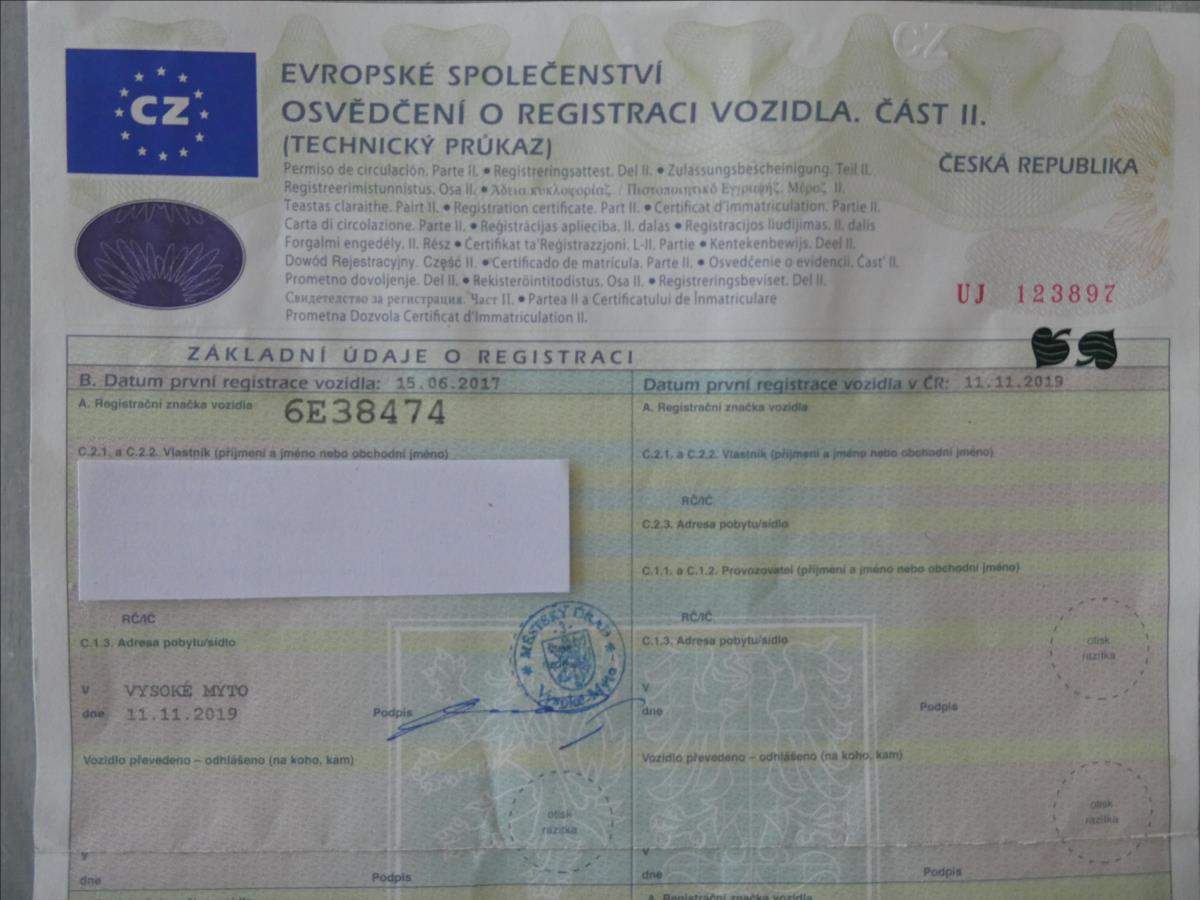 CZ
CZ
EVROPSKÉ SPOLEČENSTVÍ
OSVĚDČENÍ O REGISTRACI VOZIDLA. ČÁST II.
(TECHNICKÝ PRŮKAZ)
ČESKÁ REPUBLIKA
Permiso de circulación. Parte II. • Registreringsattest. Del II. • Zulassungsbescheinigung. Teil II.
Registreerimistunnistus. Osa II. • Άδεια κυκλοφορίας. / Πιστοποιητικό Εγγραφής. Μέρος II.
Teastas claraithe. Pairt II. • Registration certificate. Part II. • Certificat d'immatriculation. Partie II.
Carta di circolazione. Parte II. • Reģistrācijas apliecība. II. dalas • Registracijos liudijimas. II. dalis
Forgalmi engedély. II. Rész • Ċertifikat ta'Reġistrazzjoni. L-II. Partie • Kentekenbewijs. Deel II.
Dowód Rejestracyjny. Część II. • Certificado de matrícula. Parte II. • Osvedčenie o evidencii. Časť II.
Prometno dovoljenje. Del II. • Rekisteröintitodistus. Osa II. • Registreringsbeviset. Del II.
Свидетелство за регистрация. Част II. • Partea II a Certificatului de Înmatriculare
Prometna Dozvola Certificat d'Immatriculation II.
UJ 123897
ZÁKLADNÍ ÚDAJE O REGISTRACI
B. Datum první registrace vozidla: 15.06.2017
Datum první registrace vozidla v ČR: 11.11.2019
A. Registrační značka vozidla 6E38474
A. Registrační značka vozidla
C.2.1. a C.2.2. Vlastník (příjmení a jméno nebo obchodní jméno)
C.2.1. a C.2.2. Vlastník (příjmení a jméno nebo obchodní jméno)
RČ/IČ
C.2.3. Adresa pobytu/sídlo
C.1.1. a C.1.2. Provozovatel (příjmení a jméno nebo obchodní jméno)
RČ/IČ
RČ/IČ
C.1.3. Adresa pobytu/sídlo
C.1.3. Adresa pobytu/sídlo
MĚSTSKÝ ÚŘAD
-3-
Vysoké Mýto
otisk
razítka
V VYSOKÉ MÝTO
dne 11.11.2019 Podpis
V
dne Podpis
Vozidlo převedeno – odhlášeno (na koho, kam)
Vozidlo převedeno – odhlášeno (na koho, kam)
otisk
razítka
otisk
razítka
V
dne Podpis
V
dne Podpis
A. Registrační značka vozidla